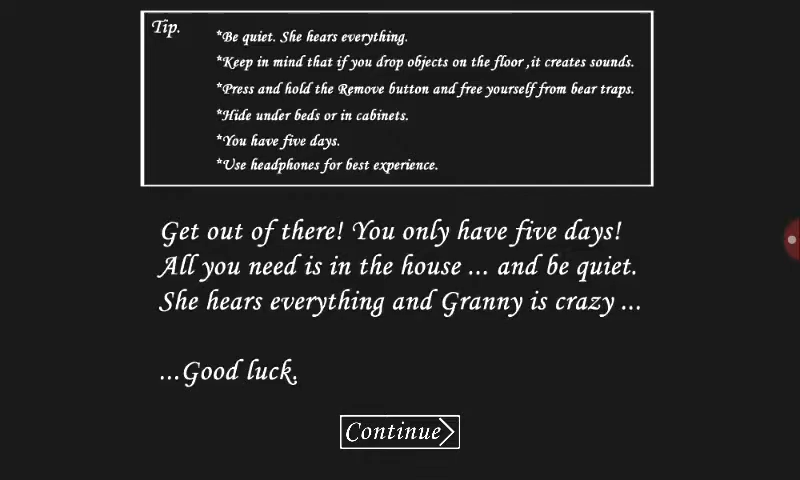 Tip.
*Be quiet. She hears everything.
*Keep in mind that if you drop objects on the floor ,it creates sounds.
*Press and hold the Remove button and free yourself from bear traps.
*Hide under beds or in cabinets.
*You have five days.
*Use headphones for best experience.
Get out of there! You only have five days!
All you need is in the house ... and be quiet.
She hears everything and Granny is crazy ...
...Good luck.
Continue